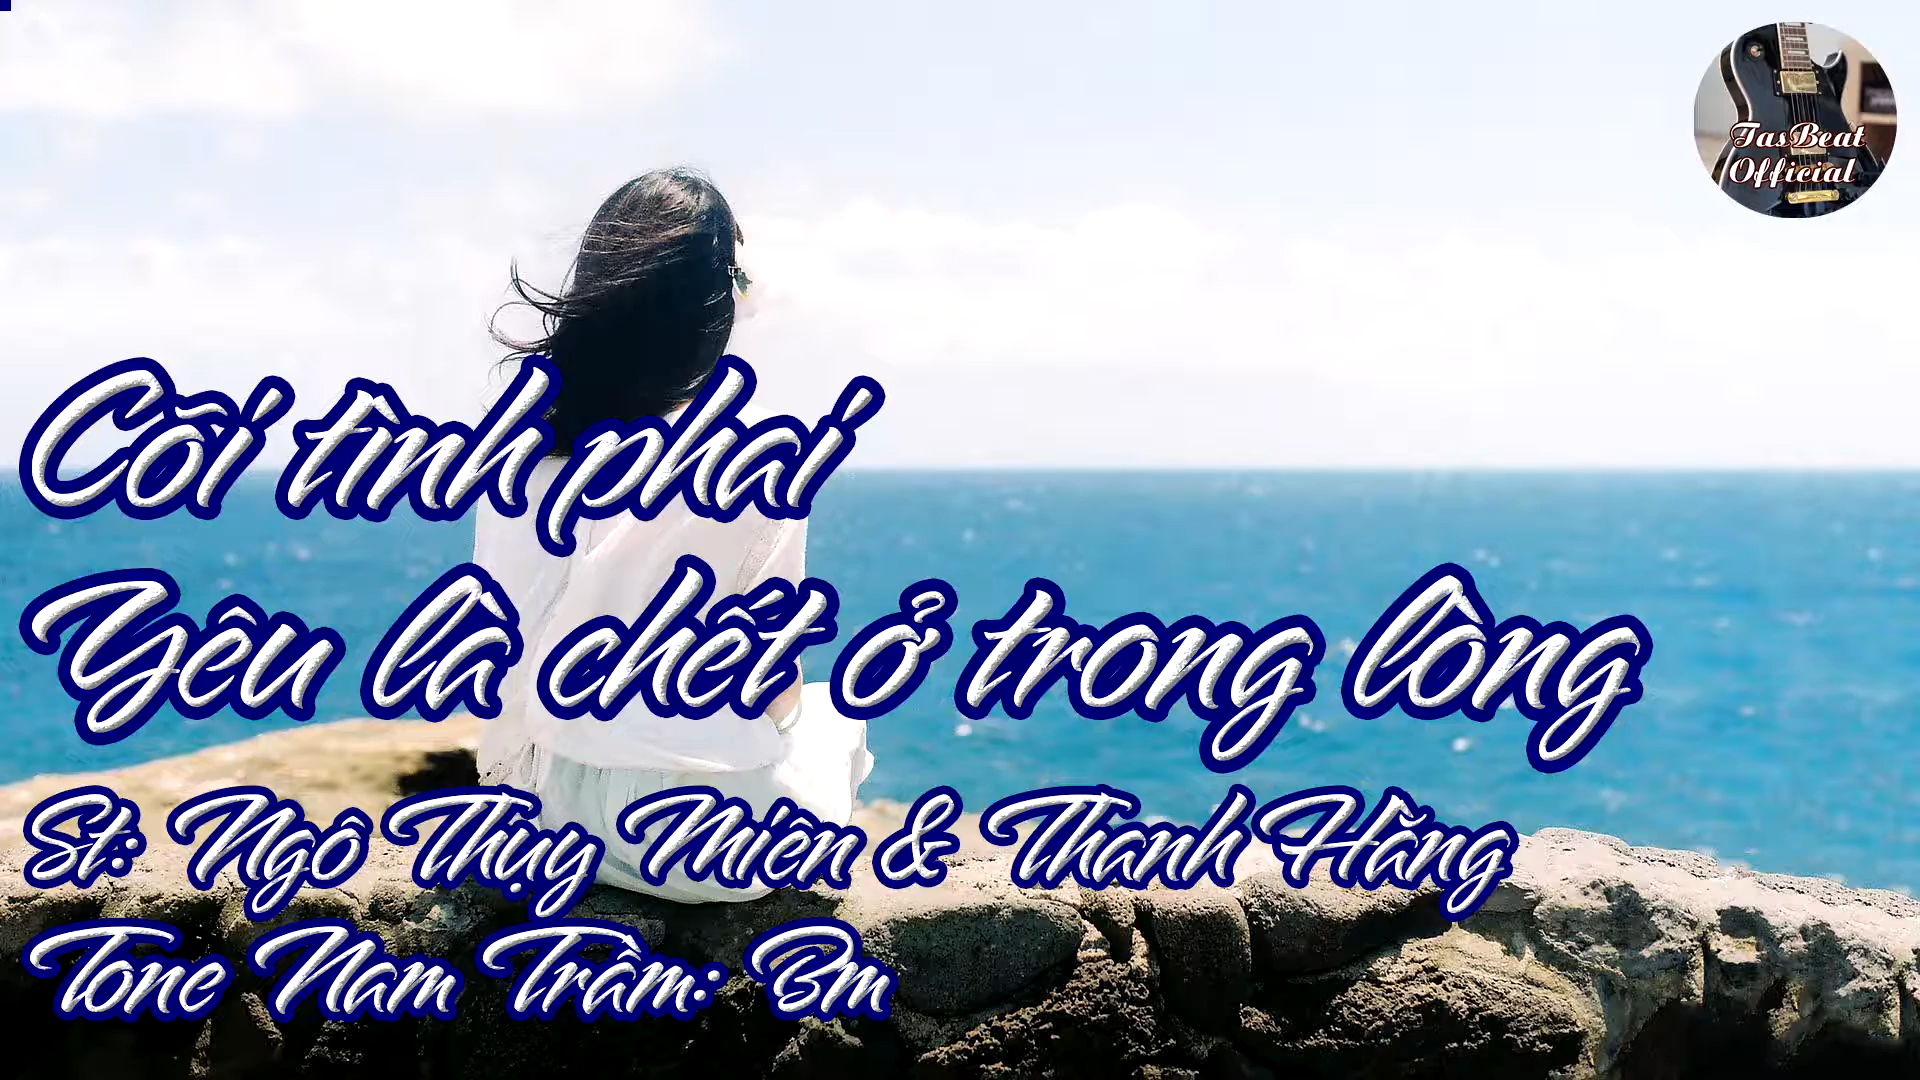 TasBeat
Official
Cõi tình phai
Yêu là chết ở trong lòng
St: Ngô Thụy Miên & Thanh Hằng
Tone Nam Trầm: Bm